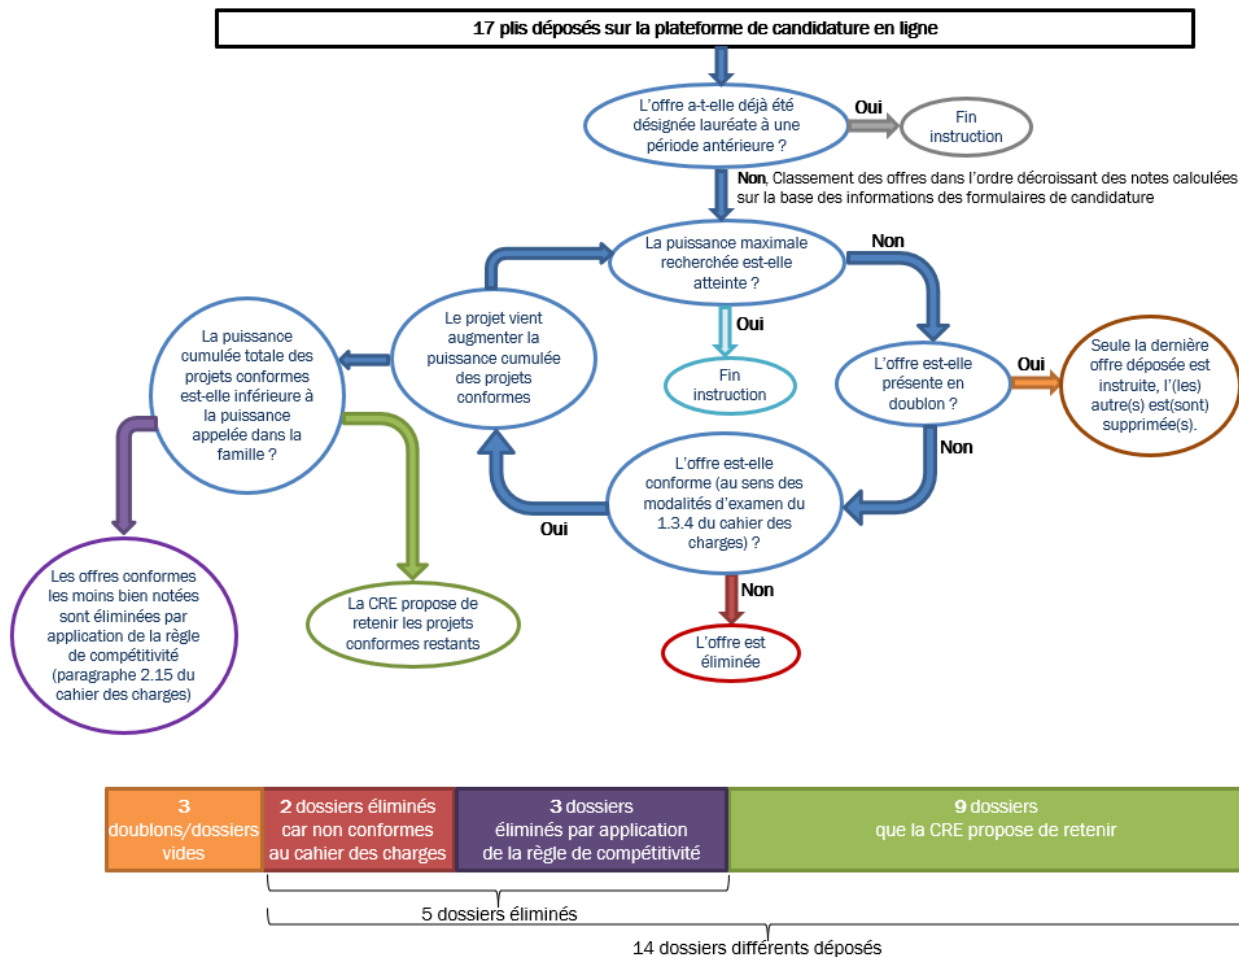 17 plis déposés sur la plateforme de candidature en ligne
L'offre a-t-elle déjà été
désignée lauréate à une
période antérieure ?
Oui
Fin
instruction
Non, Classement des offres dans l'ordre décroissant des notes calculées
sur la base des informations des formulaires de candidature
La puissance maximale
recherchée est-elle
atteinte ?
Non
Oui
Fin
instruction
L'offre est-elle
présente en
doublon ?
Oui
Seule la dernière
offre déposée est
instruite, l'(les)
autre(s) est(sont)
supprimée(s).
Non
L'offre est-elle
conforme (au sens des
modalités d'examen du
1.3.4 du cahier des
charges) ?
Oui
Non
L'offre est
éliminée
Le projet vient
augmenter la
puissance cumulée
des projets
conformes
La puissance
cumulée totale des
projets conformes
est-elle inférieure à
la puissance
appelée dans la
famille ?
Les offres conformes
les moins bien notées
sont éliminées par
application de la règle
de compétitivité
(paragraphe 2.15 du
cahier des charges)
La CRE propose de
retenir les projets
conformes restants
3
doublons/dossiers
vides
2 dossiers éliminés
car non conformes
au cahier des charges
3 dossiers
éliminés par application
de la règle de compétitivité
9 dossiers
que la CRE propose de retenir
5 dossiers éliminés
14 dossiers différents déposés